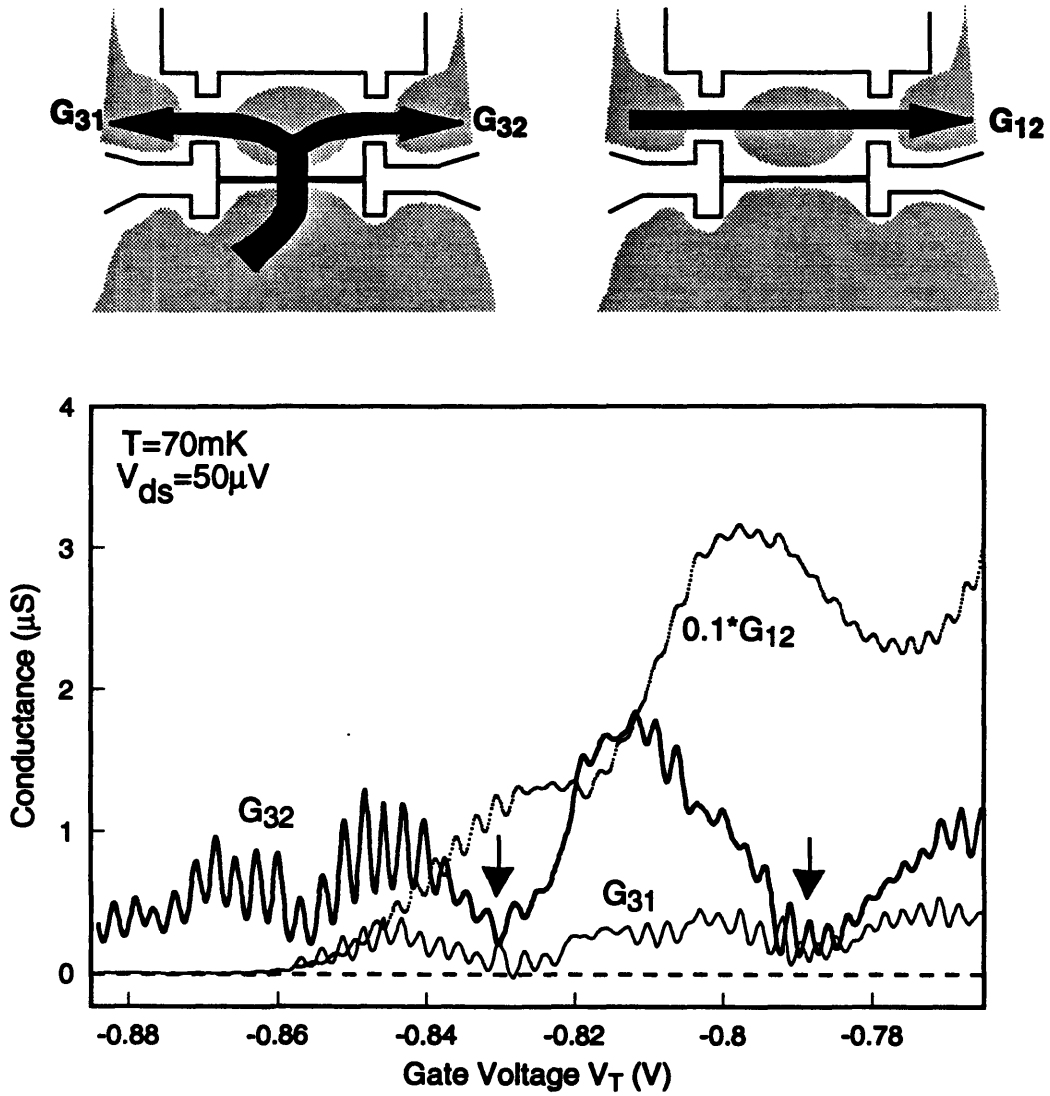 G31
G32
G12
T=70mK
Vds=50μV
0.1*G12
G32
G31
Conductance (μS)
4
3
2
1
0
-0.88
-0.86
-0.84
-0.82
-0.8
-0.78
Gate Voltage VT (V)